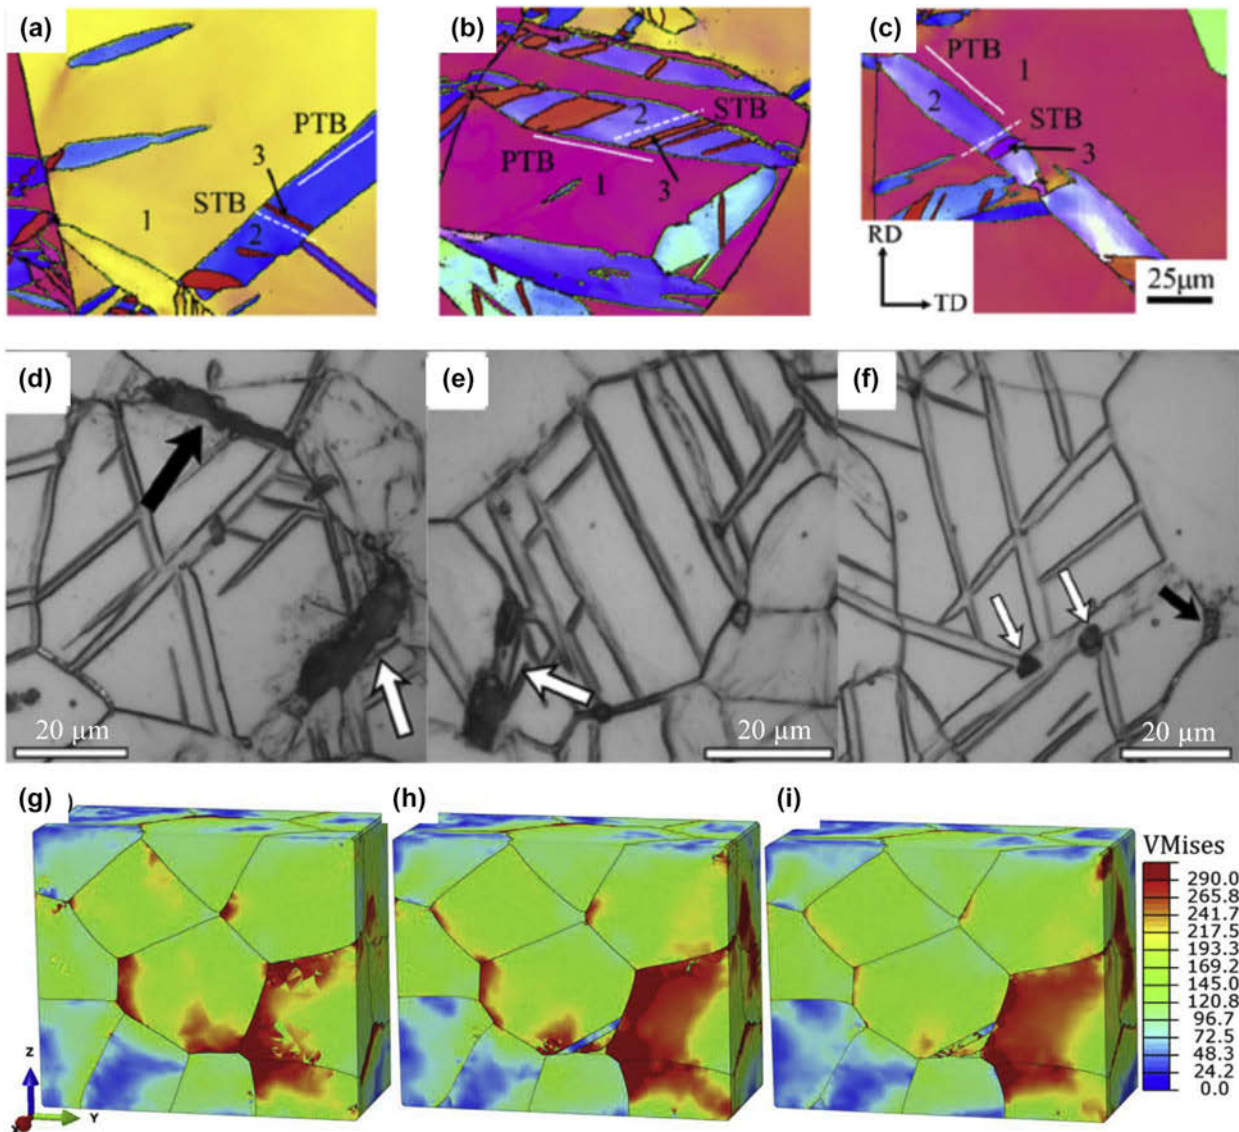 (a)
PTB
3
STB
1
2
(b)
2
STB
PTB
1
3
(c)
PTB
1
2
STB
3
RD
TD
25μm
(d)
20 μm
(e)
20 μm
(f)
20 μm
(g) )
(h)
(i)
VMises
290.0
265.8
241.7
217.5
193.3
169.2
145.0
120.8
96.7
72.5
48.3
24.2
0.0
Z
X
Y